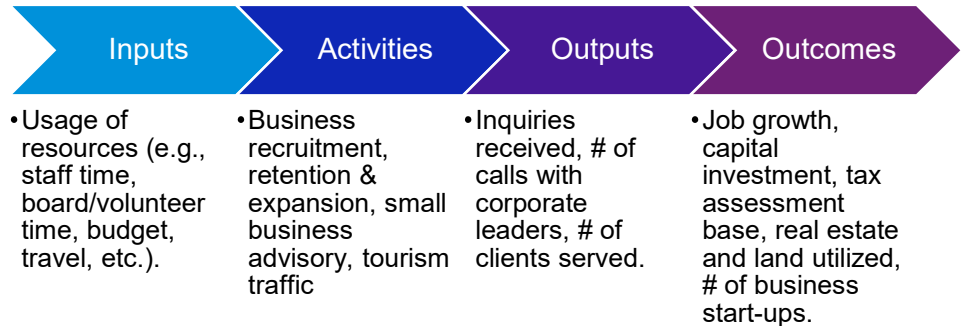 Inputs
Activities
Outputs
Outcomes
•Usage of
resources (e.g.,
staff time,
board/volunteer
time, budget,
travel, etc.).
•Business
recruitment,
retention &
expansion, small
business
advisory, tourism
traffic
•Inquiries
received, # of
calls with
corporate
leaders, # of
clients served.
•Job growth,
capital
investment, tax
assessment
base, real estate
and land utilized,
# of business
start-ups.